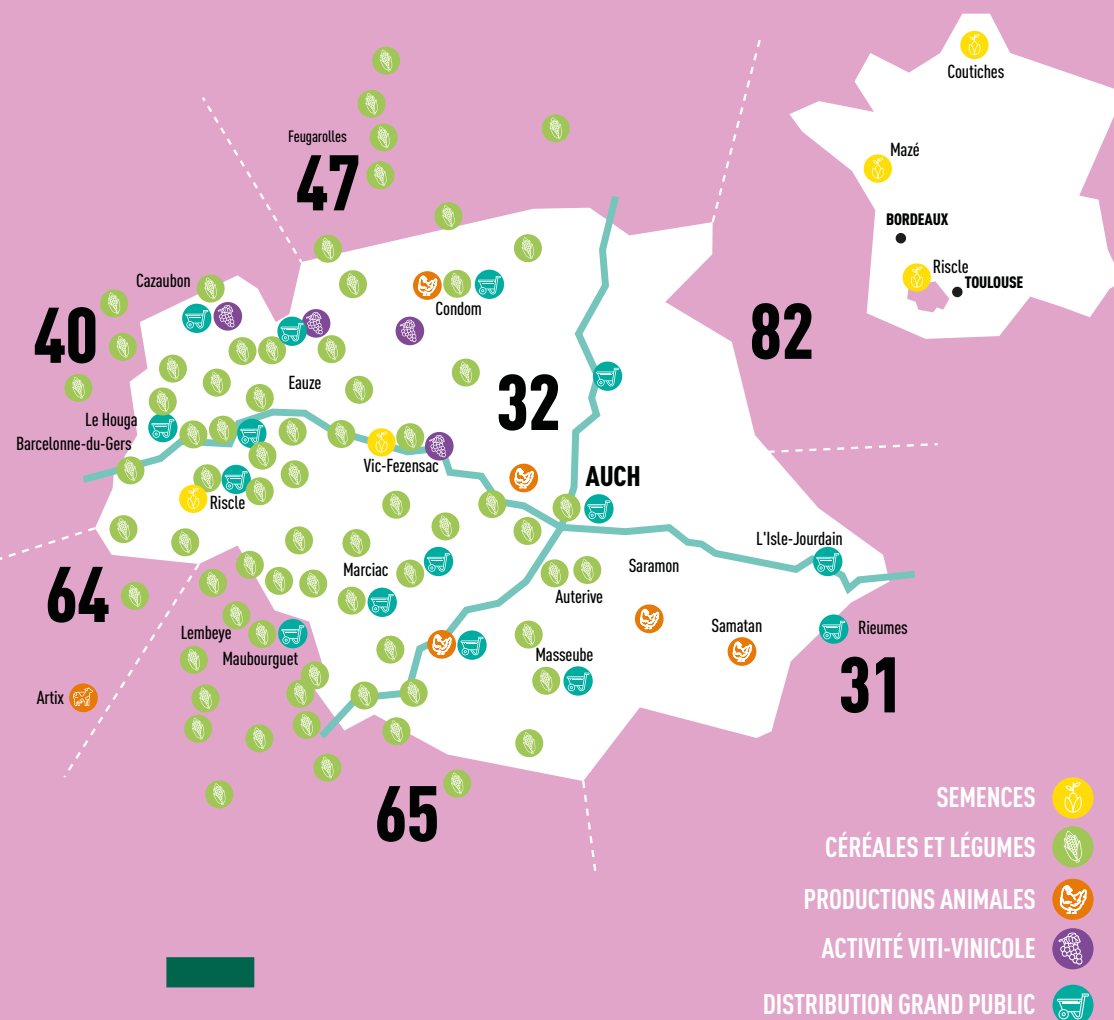 Coutiches
Mazé
BORDEAUX
Riscle
TOULOUSE
Feugarolles
47
Cazaubon
Condom
40
82
Eauze
32
Le Houga
Barcelonne-du-Gers
Vic-Fezensac
AUCH
Riscle
L'Isle-Jourdain
Marciac
Saramon
64
Auterive
Lembeye
Samatan
Rieumes
Maubourguet
Masseube
31
Artix
65
SEMENCES
CÉRÉALES ET LÉGUMES
PRODUCTIONS ANIMALES
ACTIVITÉ VITI-VINICOLE
DISTRIBUTION GRAND PUBLIC